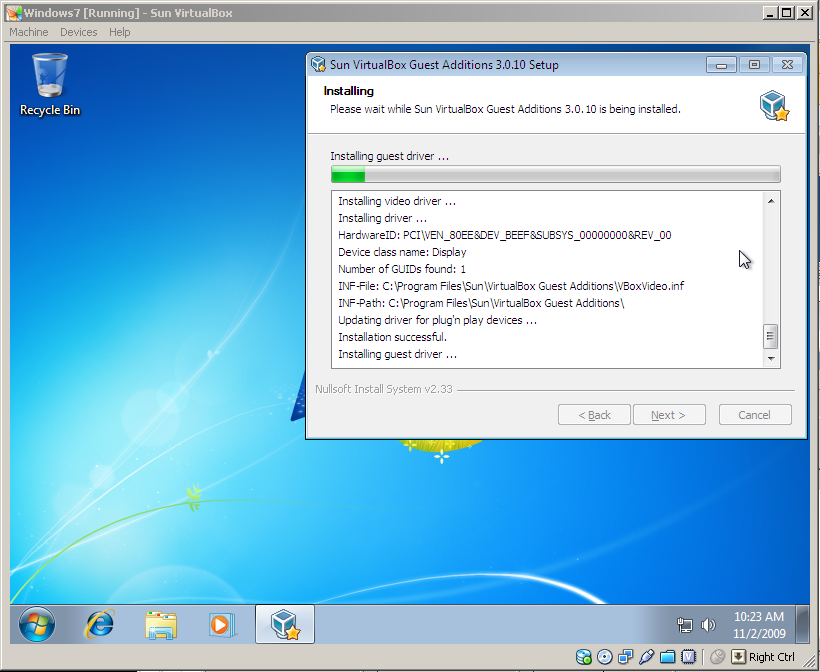 Windows7 [Running] - Sun VirtualBox
Machine Devices Help
Recycle Bin
Sun VirtualBox Guest Additions 3.0.10 Setup
Installing
Please wait while Sun VirtualBox Guest Additions 3.0.10 is being installed.
Installing guest driver ...
Installing video driver ...
Installing driver ...
HardwareID: PCI\VEN_80EE&DEV_BEEF&SUBSYS_00000000&REV_00
Device class name: Display
Number of GUIDs found: 1
INF-File: C:\Program Files\Sun\VirtualBox Guest Additions\VBoxVideo.inf
INF-Path: C:\Program Files\Sun\VirtualBox Guest Additions\
Updating driver for plug'n play devices ...
Installation successful.
Installing guest driver ...
Nullsoft Install System v2.33
< Back Next > Cancel
10:23 AM
11/2/2009
Right Ctrl